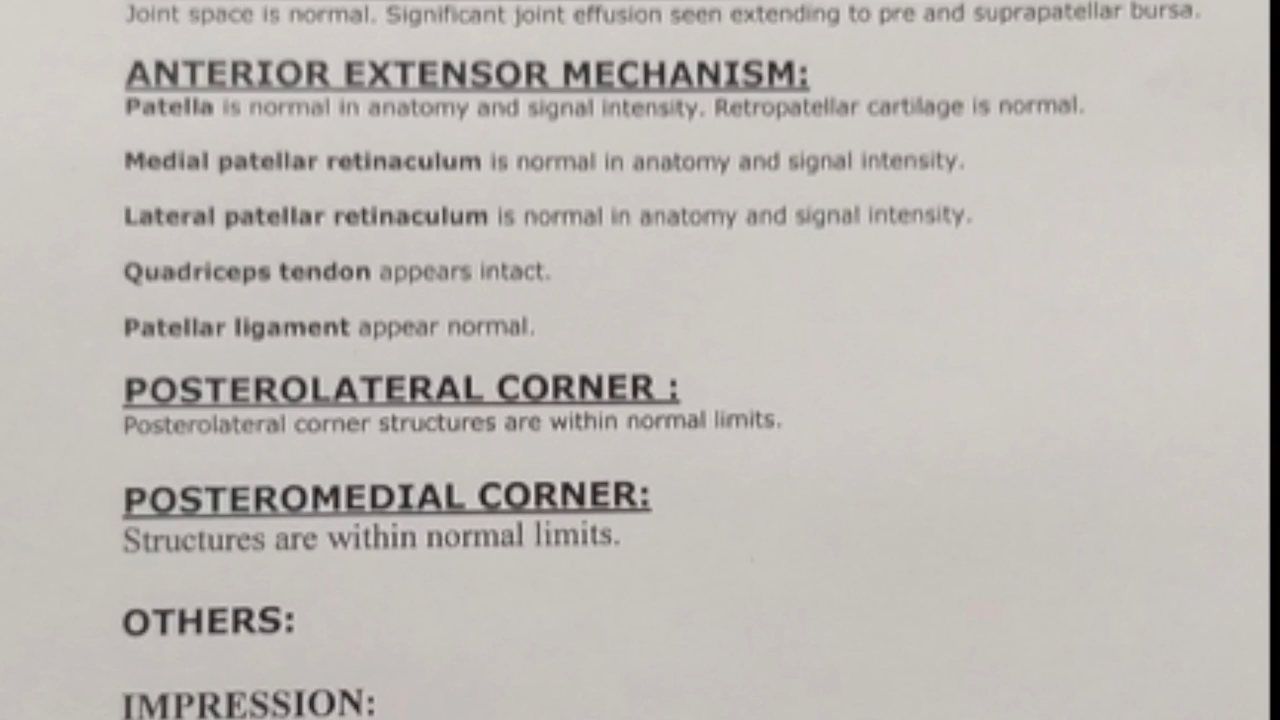 Joint space is normal. Significant joint effusion seen extending to pre and suprapatellar bursa.
ANTERIOR EXTENSOR MECHANISM:
Patella is normal in anatomy and signal intensity. Retropatellar cartilage is normal.
Medial patellar retinaculum is normal in anatomy and signal intensity.
Lateral patellar retinaculum is normal in anatomy and signal intensity.
Quadriceps tendon appears intact.
Patellar ligament appear normal.
POSTEROLATERAL CORNER :
Posterolateral corner structures are within normal limits.
POSTEROMEDIAL CORNER:
Structures are within normal limits.
OTHERS:
IMPRESSION: